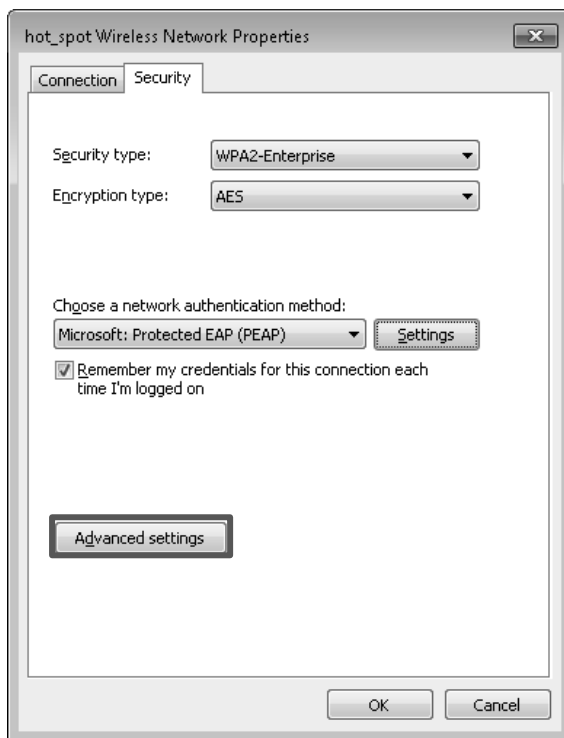 hot_spot Wireless Network Properties
Connection
Security
Security type:
WPA2-Enterprise
Encryption type:
AES
Choose a network authentication method:
Microsoft: Protected EAP (PEAP)
Settings
Remember my credentials for this connection each
time I'm logged on
Advanced settings
OK
Cancel